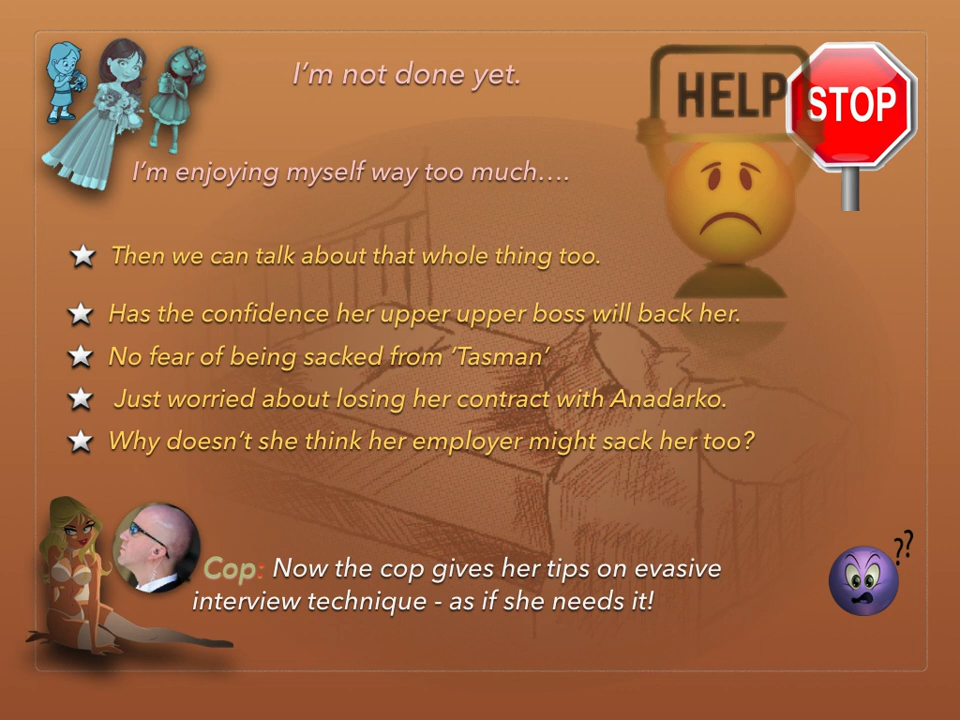 I'm not done yet.
HELP
STOP
I'm enjoying myself way too much….
Then we can talk about that whole thing too.
Has the confidence her upper upper boss will back her.
No fear of being sacked from 'Tasman'
Just worried about losing her contract with Anadarko.
Why doesn't she think her employer might sack her too?
Cop: Now the cop gives her tips on evasive
interview technique - as if she needs it!
??